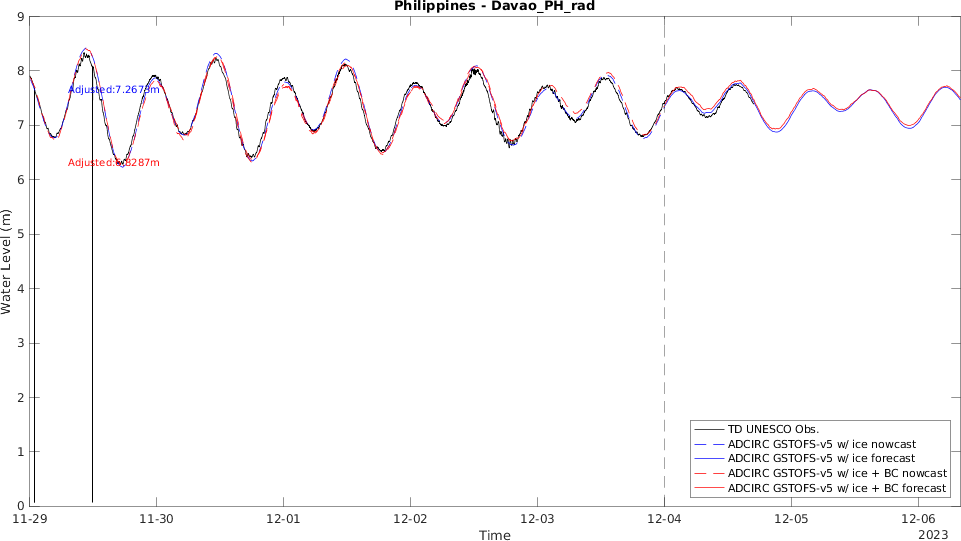 Philippines - Davao_PH_rad
9
8
7
6
5
4
3
2
1
0
Water Level (m)
Adjusted:7.2673m
TD UNESCO Obs.
ADCIRC GSTOFS-v5 w/ ice nowcast
ADCIRC GSTOFS-v5 w/ ice forecast
ADCIRC GSTOFS-v5 w/ ice + BC nowcast
ADCIRC GSTOFS-v5 w/ ice + BC forecast
11-29
11-30
12-01
12-02
12-03
12-04
12-05
12-06
Time
2023